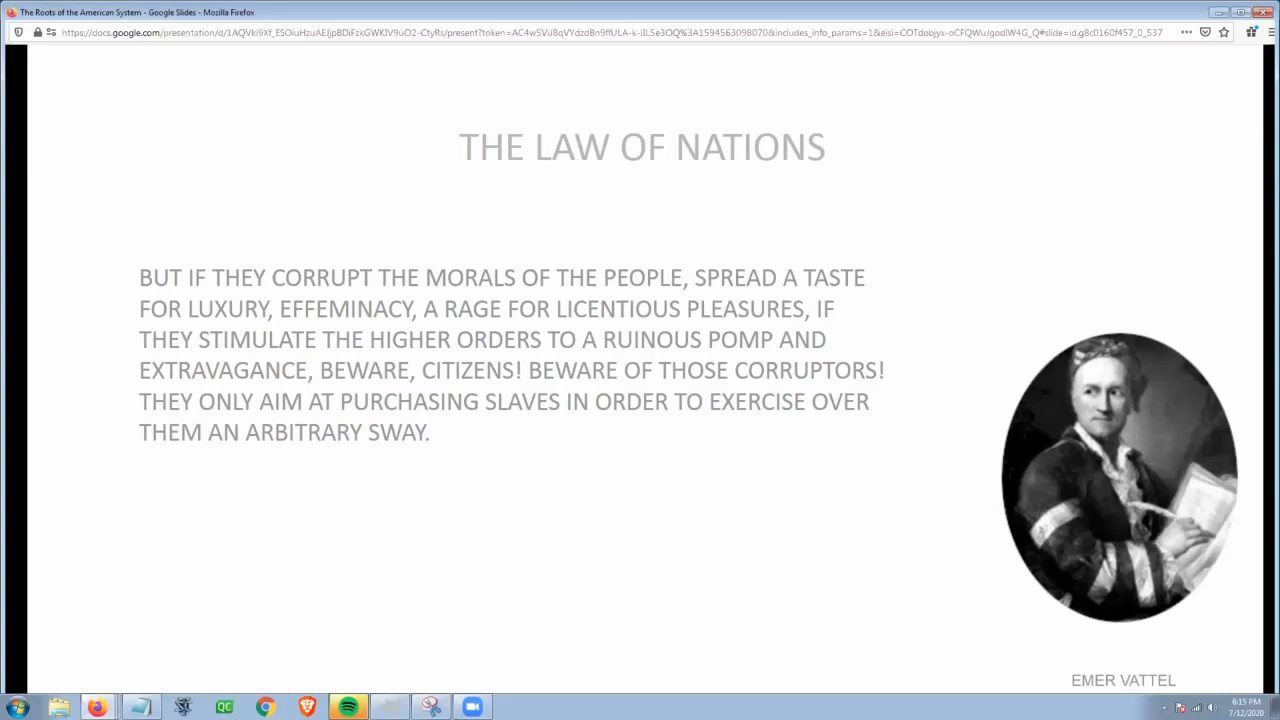 The Roots of the American System - Google Slides - Mozilla Firefox
THE LAW OF NATIONS
BUT IF THEY CORRUPT THE MORALS OF THE PEOPLE, SPREAD A TASTE
FOR LUXURY, EFFEMINACY, A RAGE FOR LICENTIOUS PLEASURES, IF
THEY STIMULATE THE HIGHER ORDERS TO A RUINOUS POMP AND
EXTRAVAGANCE, BEWARE, CITIZENS! BEWARE OF THOSE CORRUPTORS!
THEY ONLY AIM AT PURCHASING SLAVES IN ORDER TO EXERCISE OVER
THEM AN ARBITRARY SWAY.
EMER VATTEL
QC
6:15 PM
7/12/2020